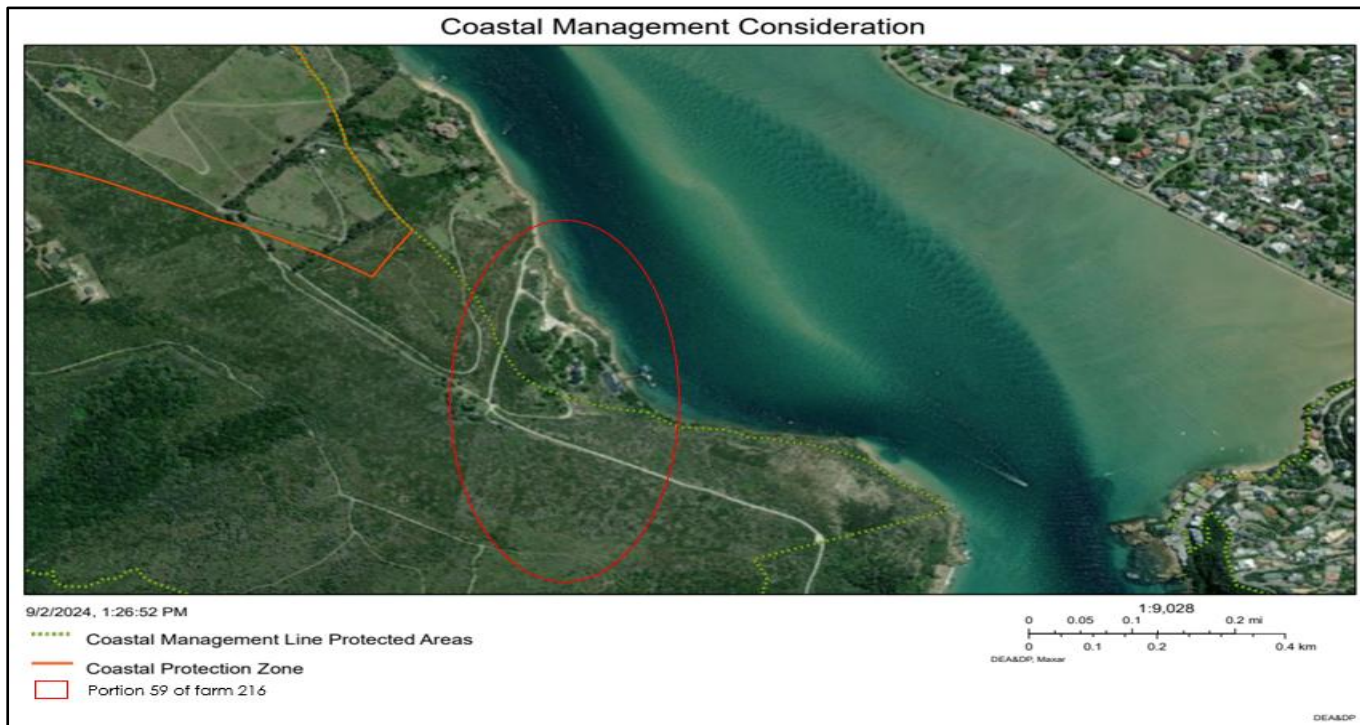 Coastal Management Consideration
9/2/2024, 1:26:52 PM
Coastal Management Line Protected Areas
Coastal Protection Zone
Portion 59 of farm 216
1:9,028
0 0.05 0.1 0.2 mi
0 0.1 0.2 0.4 km
DEA&DP, Maxar
DEA&DP